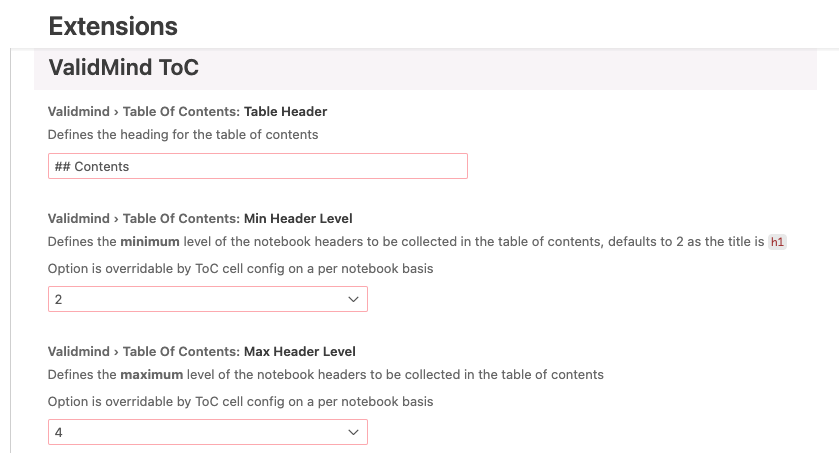 Extensions
ValidMind ToC
Validmind › Table Of Contents: Table Header
Defines the heading for the table of contents
## Contents
Validmind › Table Of Contents: Min Header Level
Defines the minimum level of the notebook headers to be collected in the table of contents, defaults to 2 as the title is h1
Option is overridable by ToC cell config on a per notebook basis
2
Validmind › Table Of Contents: Max Header Level
Defines the maximum level of the notebook headers to be collected in the table of contents
Option is overridable by ToC cell config on a per notebook basis
4